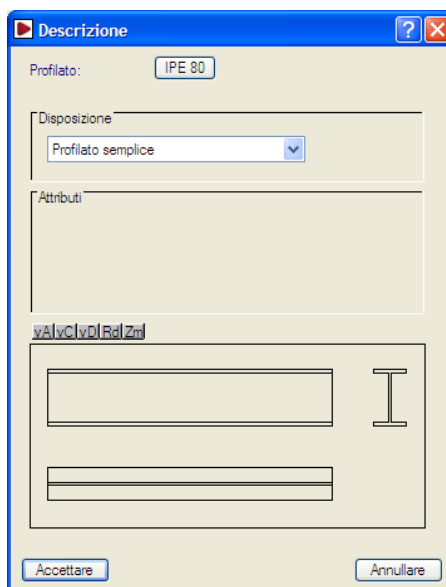 Descrizione
Profilato: IPE 80
Disposizione
Profilato semplice
Attributi
vA vC vD Rd Zm
Accettare Annullare